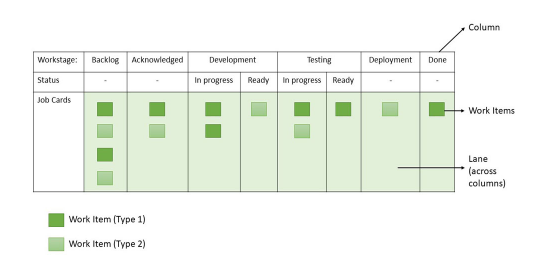 Column
Workstage: Backlog Acknowledged Development Testing Deployment Done
Status - - In progress Ready In progress Ready - -
Job Cards
Work Items
Lane
(across
columns)
Work Item (Type 1)
Work Item (Type 2)